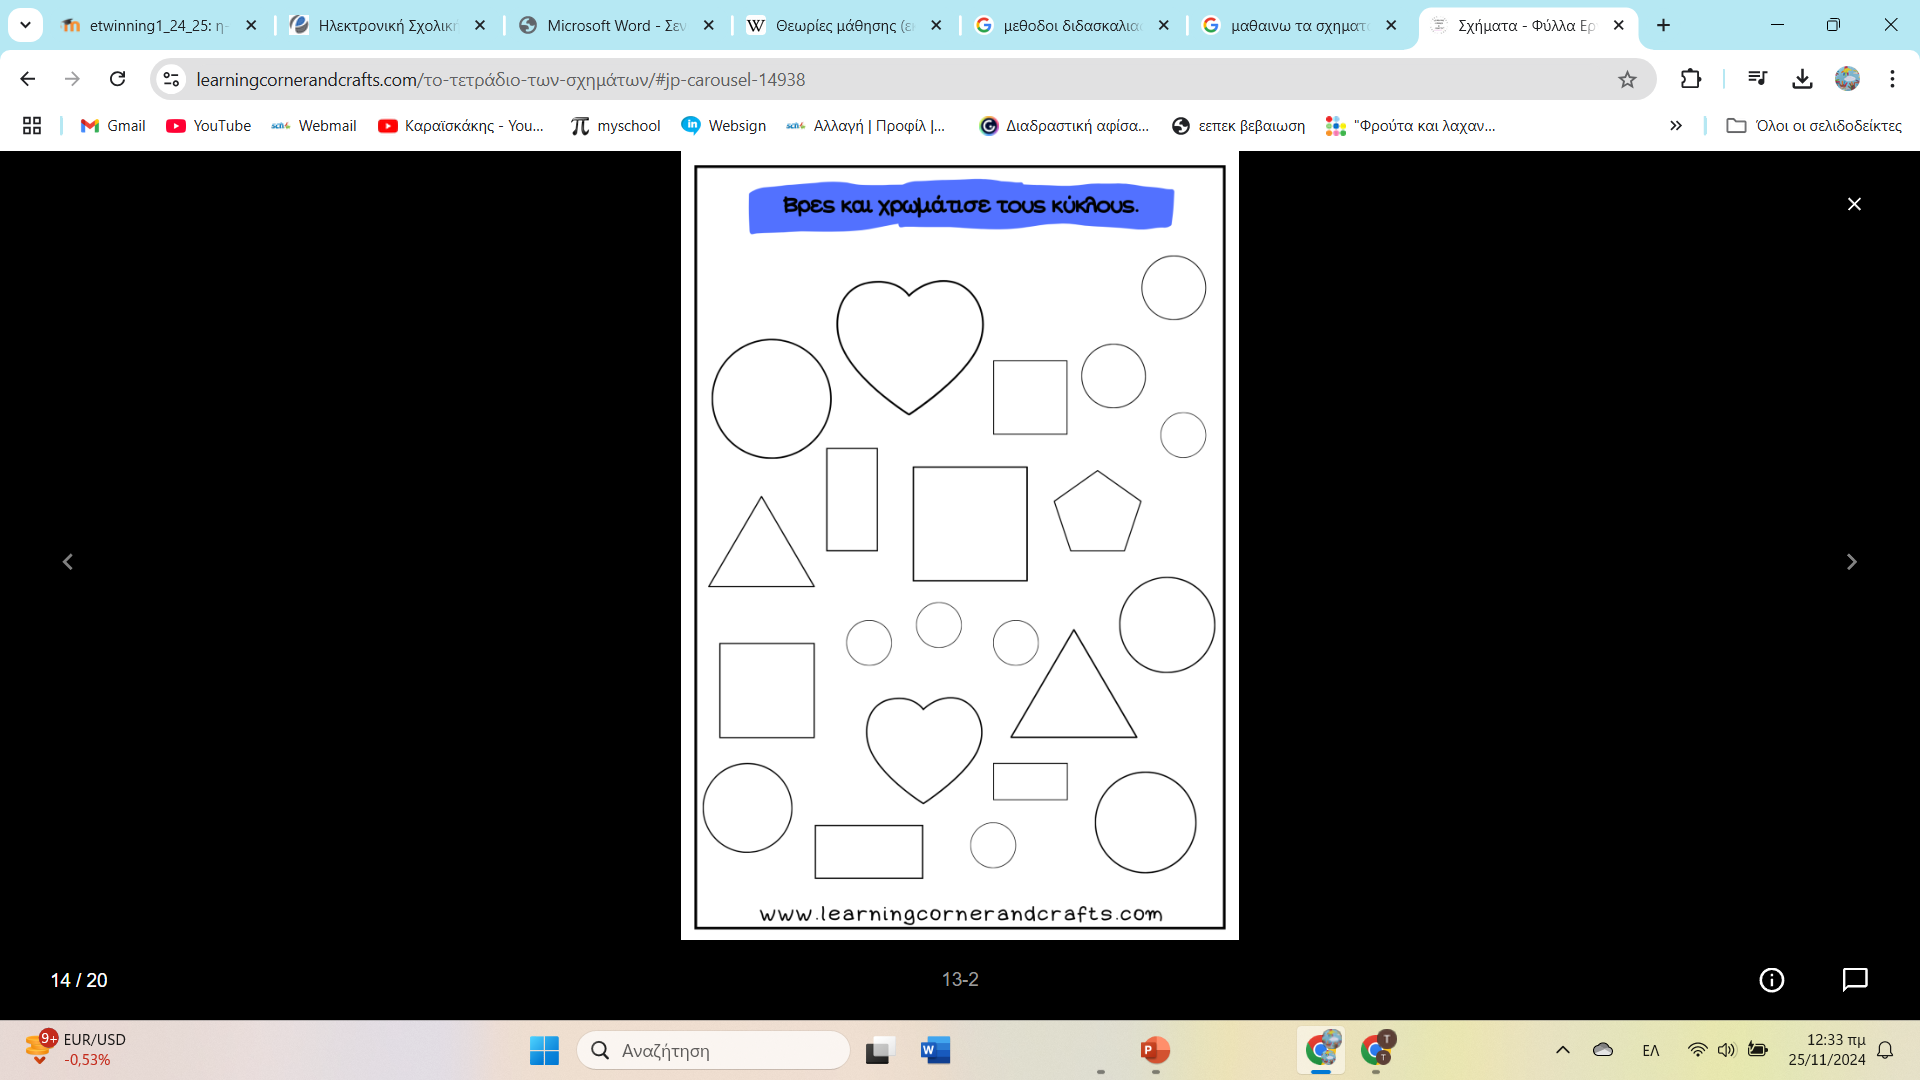 etwinning1_24_25: η-
Ηλεκτρονική Σχολικ
Microsoft Word - Σεν
Θεωρίες μάθησης (εκ
μεθοδοι διδασκαλιας
μαθαινω τα σχηματ
Σχήματα - Φύλλα Ερ
learningcornerandcrafts.com/το-τετράδιο-των-σχημάτων/#jp-carousel-14938
Gmail
YouTube
Webmail
Καραϊσκάκης - You...
myschool
Websign
Αλλαγή | Προφίλ |...
Διαδραστική αφίσα...
εεπεκ βεβαιωση
"Φρούτα και λαχαν...
Όλοι οι σελιδοδείκτες
Βρες και χρωμάτισε τους κύκλους.
www.learningcornerandcrafts.com
14 / 20
13-2
9+
EUR/USD
-0,53%
Αναζήτηση
ΕΛ
12:33 πμ
25/11/2024